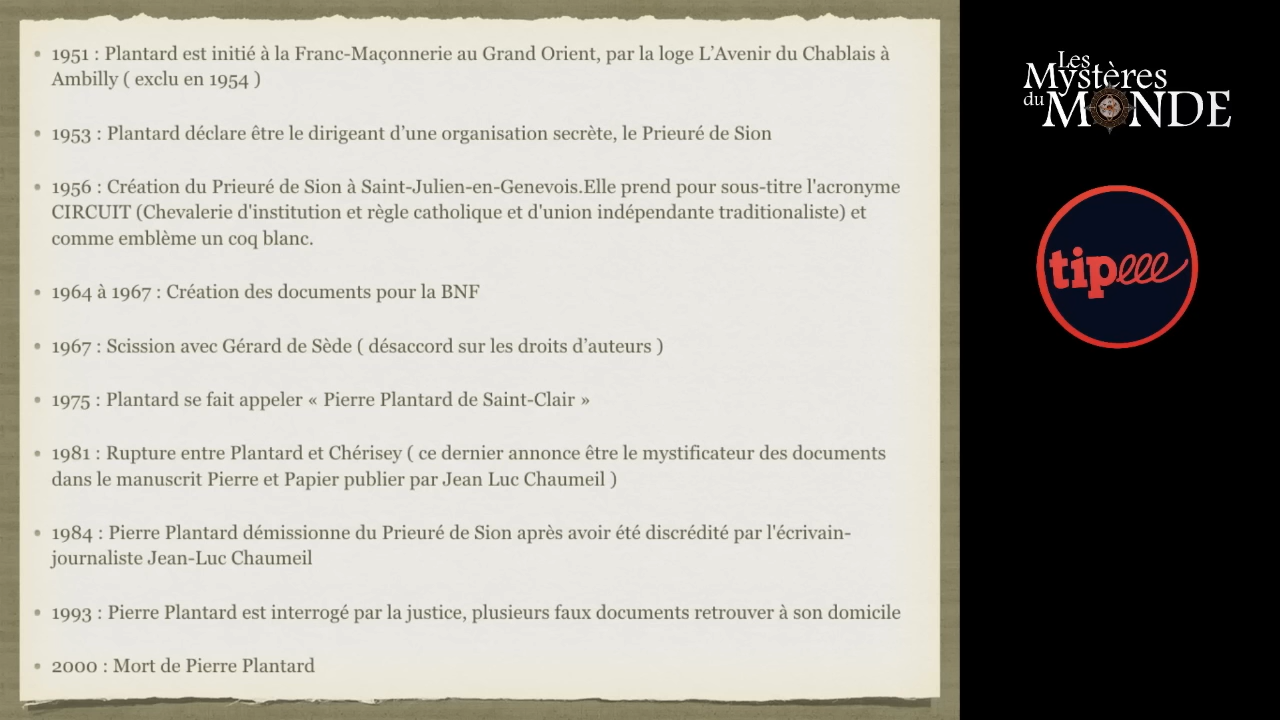 • 1951 : Plantard est initié à la Franc-Maçonnerie au Grand Orient, par la loge L’Avenir du Chablais à
Ambilly ( exclu en 1954 )
• 1953 : Plantard déclare être le dirigeant d’une organisation secrète, le Prieuré de Sion
• 1956 : Création du Prieuré de Sion à Saint-Julien-en-Genevois.Elle prend pour sous-titre l'acronyme
CIRCUIT (Chevalerie d'institution et règle catholique et d'union indépendante traditionaliste) et
comme emblème un coq blanc.
• 1964 à 1967 : Création des documents pour la BNF
• 1967 : Scission avec Gérard de Sède ( désaccord sur les droits d’auteurs )
• 1975 : Plantard se fait appeler « Pierre Plantard de Saint-Clair »
• 1981 : Rupture entre Plantard et Chérisey ( ce dernier annonce être le mystificateur des documents
dans le manuscrit Pierre et Papier publier par Jean Luc Chaumeil )
• 1984 : Pierre Plantard démissionne du Prieuré de Sion après avoir été discrédité par l'écrivain-
journaliste Jean-Luc Chaumeil
• 1993 : Pierre Plantard est interrogé par la justice, plusieurs faux documents retrouver à son domicile
• 2000 : Mort de Pierre Plantard
Les
Mystères
du MONDE
tipeee